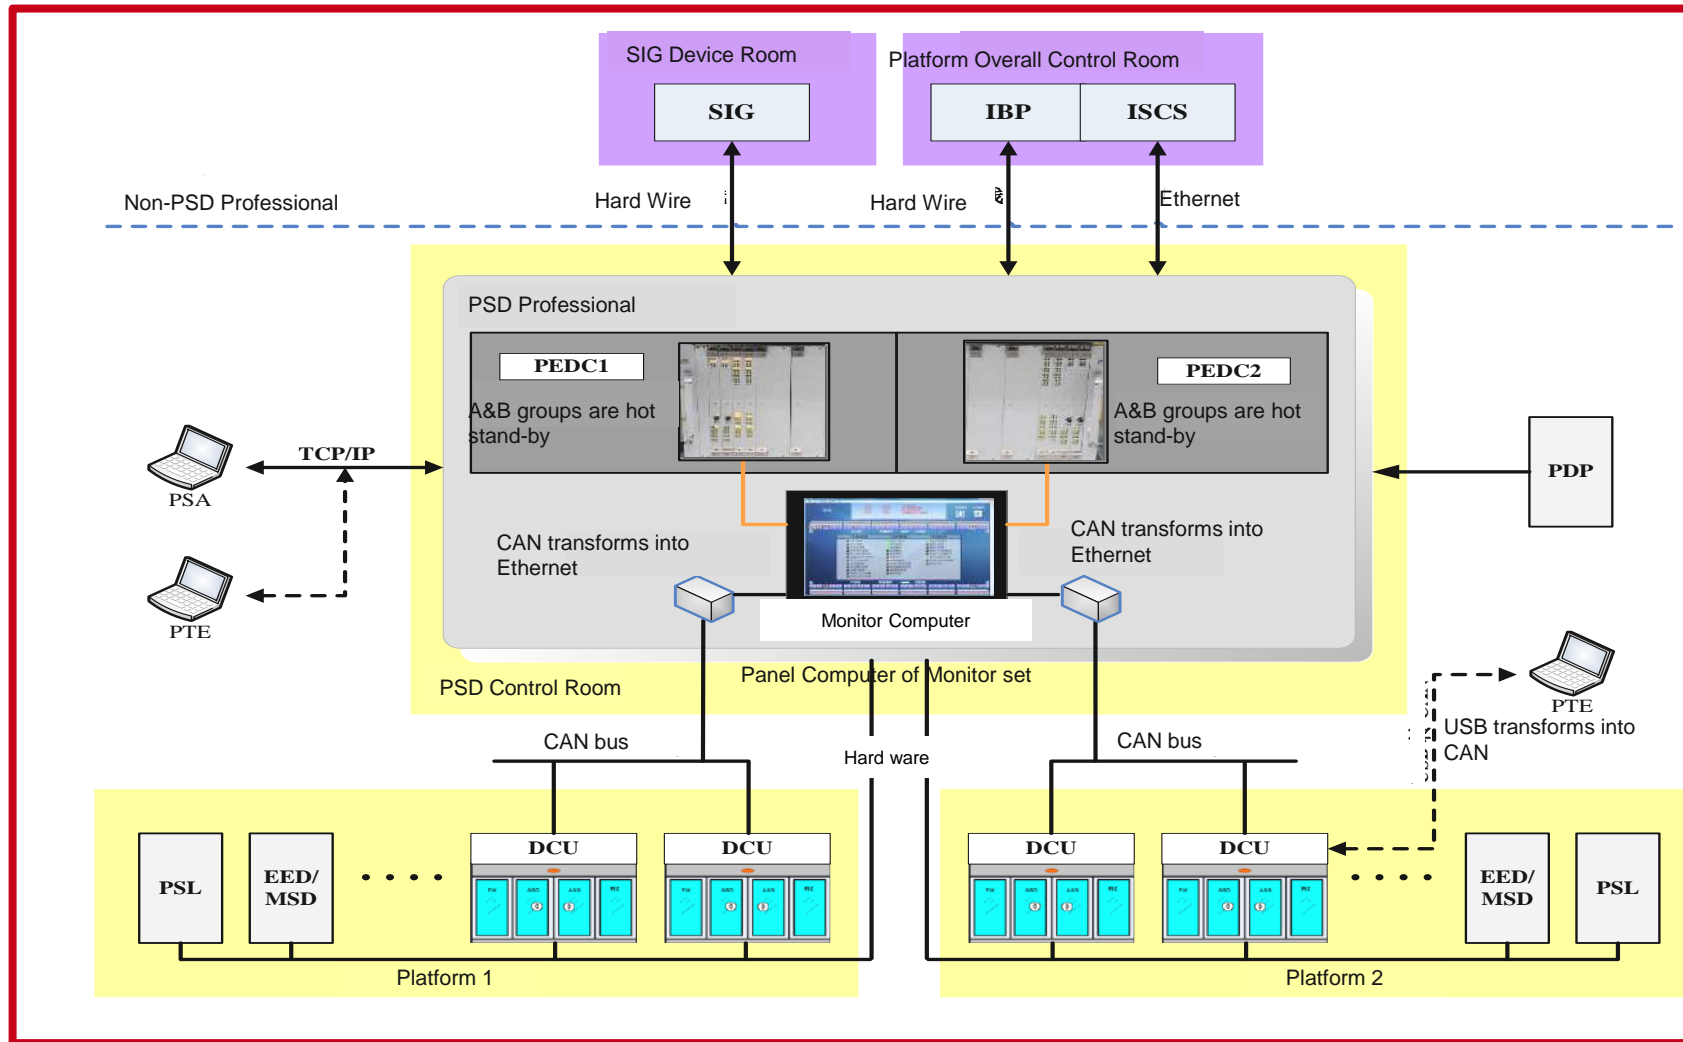 SIG Device Room
Platform Overall Control Room
SIG
IBP
ISCS
Hard Wire
Hard Wire
Ethernet
Non-PSD Professional
PSD Professional
PEDC1
PEDC2
A&B groups are hot
stand-by
A&B groups are hot
stand-by
TCP/IP
PSA
PDP
CAN transforms into
Ethernet
CAN transforms into
Ethernet
PTE
Monitor Computer
Panel Computer of Monitor set
PSD Control Room
PTE
USB transforms into
CAN
CAN bus
Hard ware
CAN bus
PSL
EED/
MSD
DCU
DCU
DCU
DCU
EED/
MSD
PSL
Platform 1
Platform 2